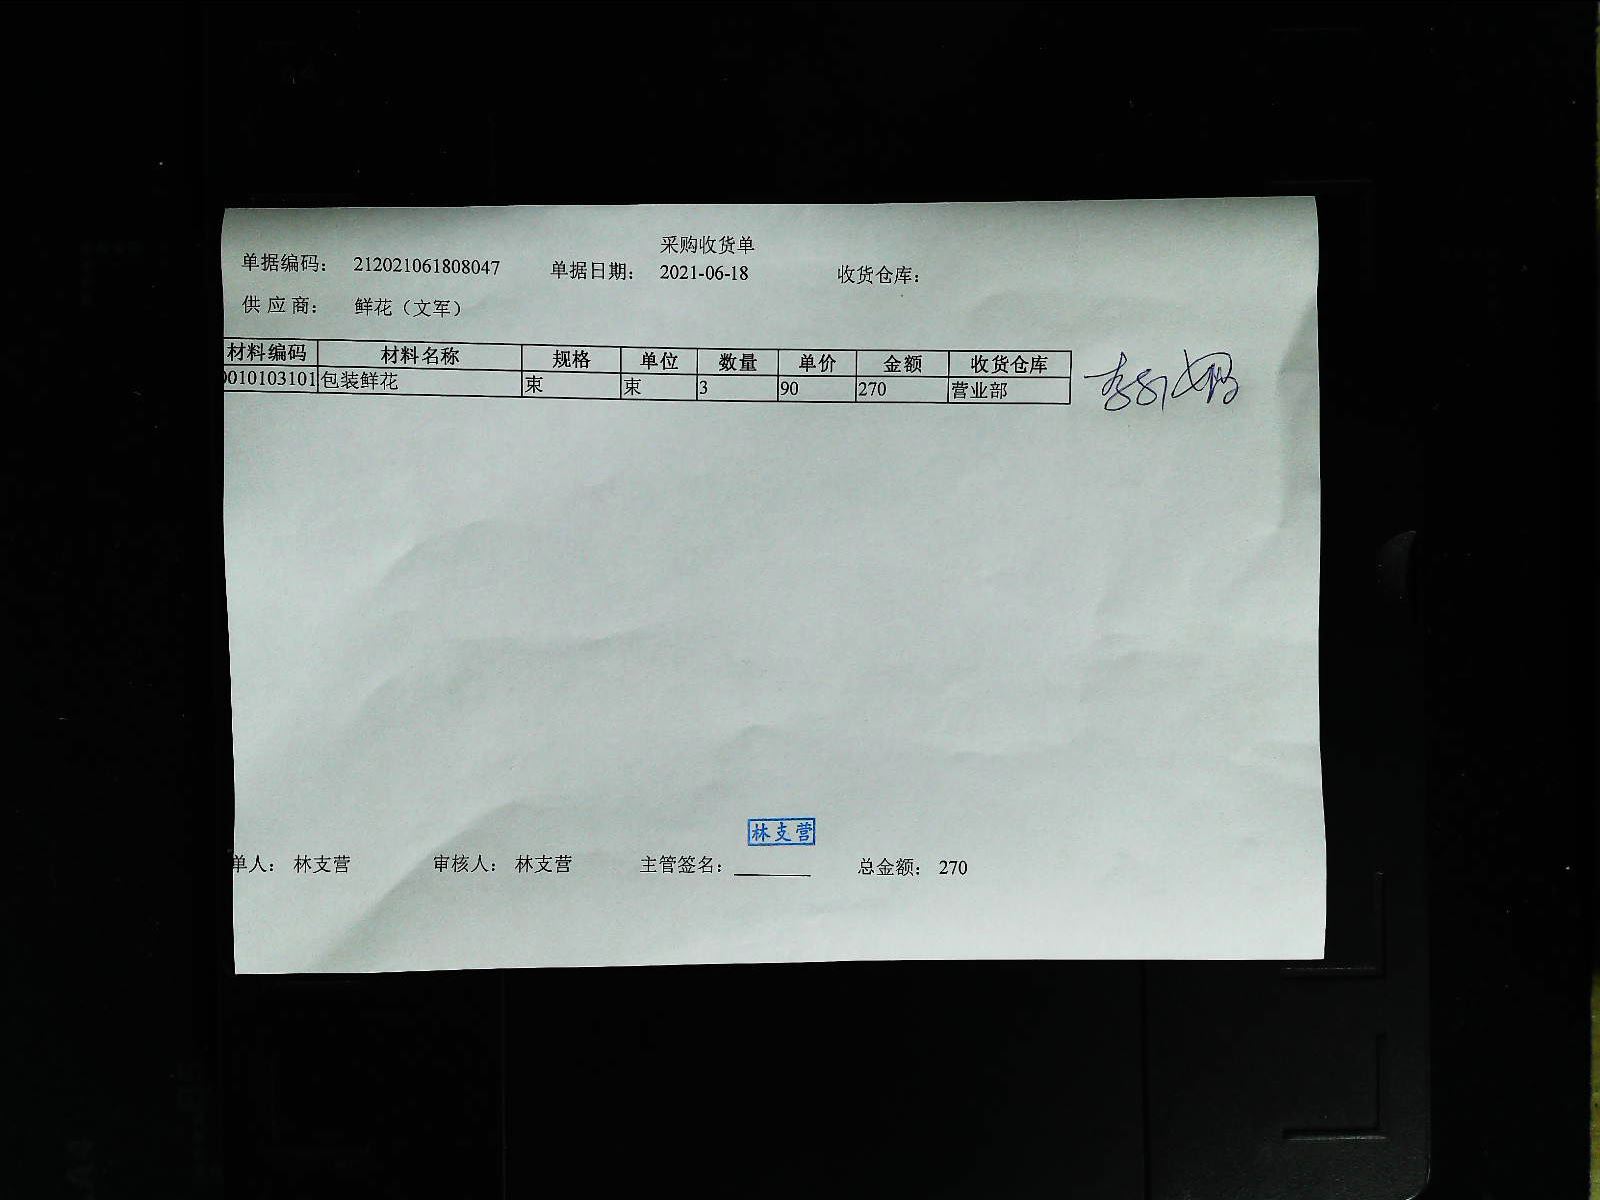 采购收货单
单据编码： 212021061808047 单据日期： 2021-06-18 收货仓库：
供 应 商： 鲜花（文军）
材料编码 材料名称 规格 单位 数量 单价 金额 收货仓库
0010103101 包装鲜花 束 束 3 90 270 营业部
林支营
单人： 林支营 审核人： 林支营 主管签名： 总金额： 270